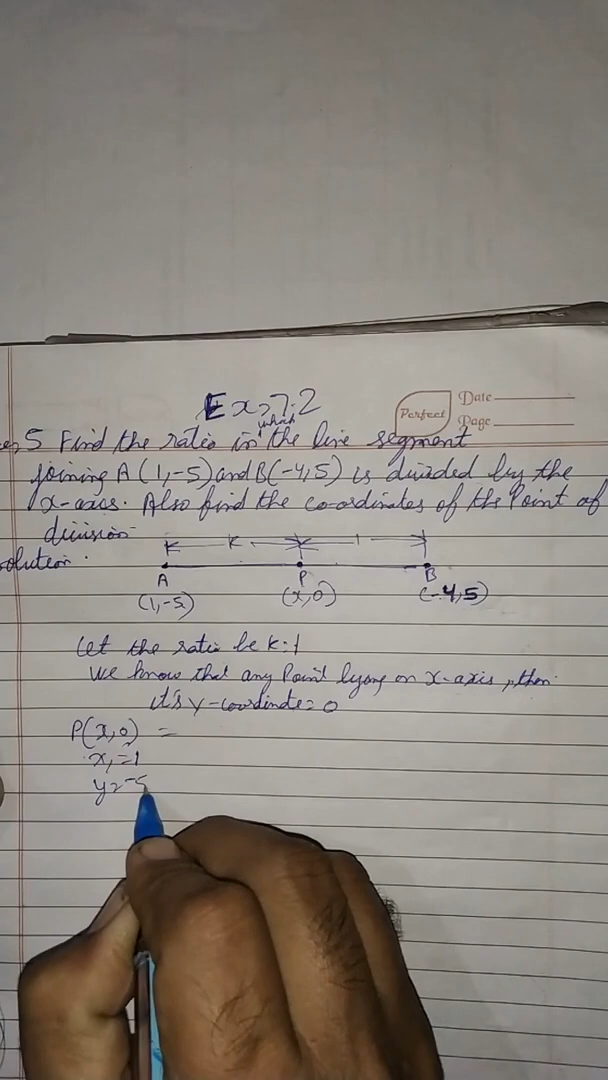 Ex > 7.2
Date
Perfect
Page
5 Find the ratio in which the line segment
joining A (1,-5) and B(-4,5) is divided by the
x-axis. Also find the co-ordinates of the Point of
division
K 1
A P B
(1,-5) (x,0) (-4,5)
Let the ratio be k:1
We know that any Point lying on x-axis, then
it's y-coordinate = 0
P(x,0) =
x₁ = 1
y = -5